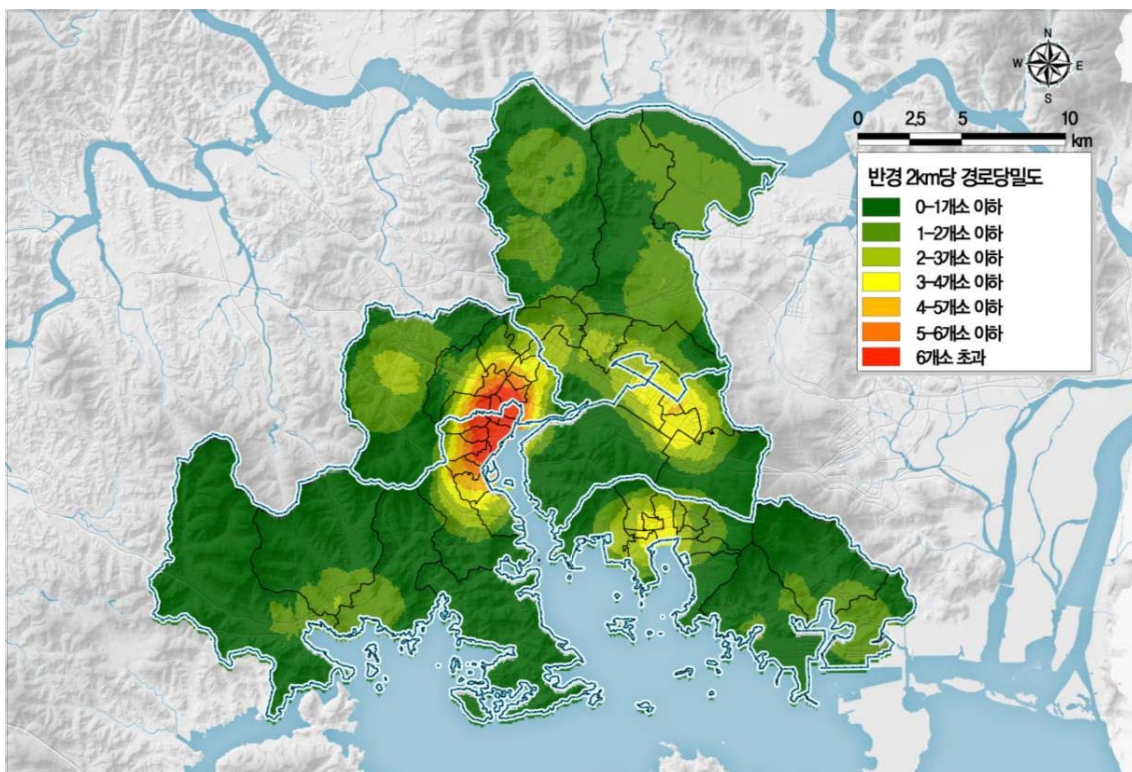 N
W E
S
0 2.5 5 10
km
반경 2km당 경로당밀도
0-1개소 이하
1-2개소 이하
2-3개소 이하
3-4개소 이하
4-5개소 이하
5-6개소 이하
6개소 초과